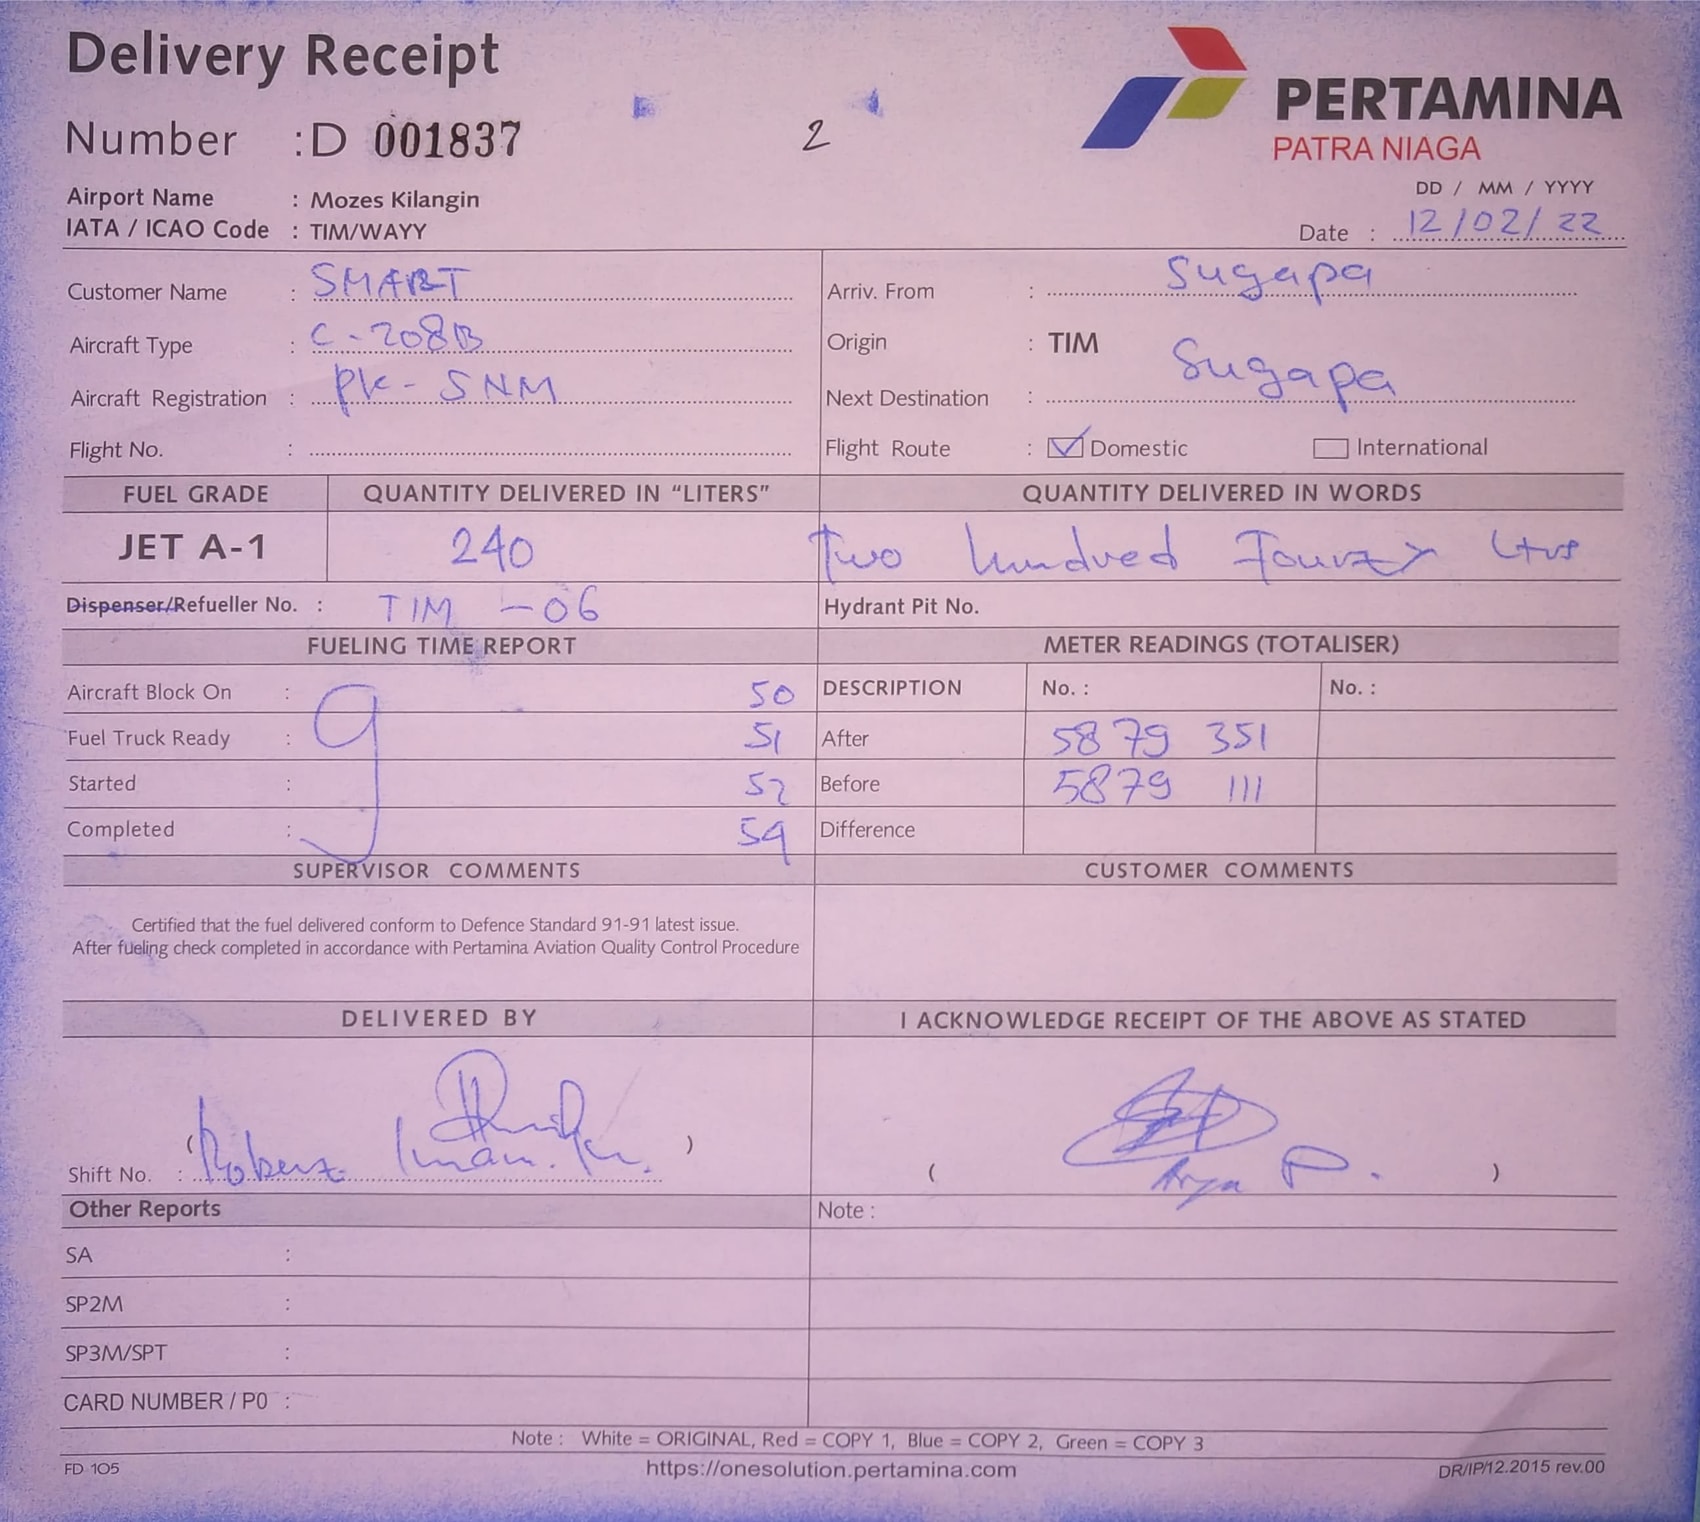 Delivery Receipt
Number : D 001837
2
PERTAMINA
PATRA NIAGA
Airport Name : Mozes Kilangin
IATA / ICAO Code : TIM/WAYY
DD / MM / YYYY
Date : 12/02/22
Customer Name : SMART
Arriv. From : Sugapa
Aircraft Type : C-208B
Origin : TIM
Aircraft Registration : PK-SNM
Next Destination : Sugapa
Flight No. :
Flight Route : Domestic International
FUEL GRADE QUANTITY DELIVERED IN “LITERS” QUANTITY DELIVERED IN WORDS
JET A-1 240 Two hundred Fourty Ltrs
Dispenser/Refueller No. : TIM -06 Hydrant Pit No.
FUELING TIME REPORT METER READINGS (TOTALISER)
Aircraft Block On : 9 50 DESCRIPTION No. : No. :
Fuel Truck Ready : 51 After 5879 351
Started : 52 Before 5879 111
Completed : 54 Difference
SUPERVISOR COMMENTS CUSTOMER COMMENTS
Certified that the fuel delivered conform to Defence Standard 91-91 latest issue.
After fueling check completed in accordance with Pertamina Aviation Quality Control Procedure
DELIVERED BY I ACKNOWLEDGE RECEIPT OF THE ABOVE AS STATED
Shift No. : ( ) ( Arya P. )
Other Reports Note :
SA :
SP2M :
SP3M/SPT :
CARD NUMBER / P0 :
Note : White = ORIGINAL, Red = COPY 1, Blue = COPY 2, Green = COPY 3
FD 105 https://onesolution.pertamina.com DR/IP/12.2015 rev.00